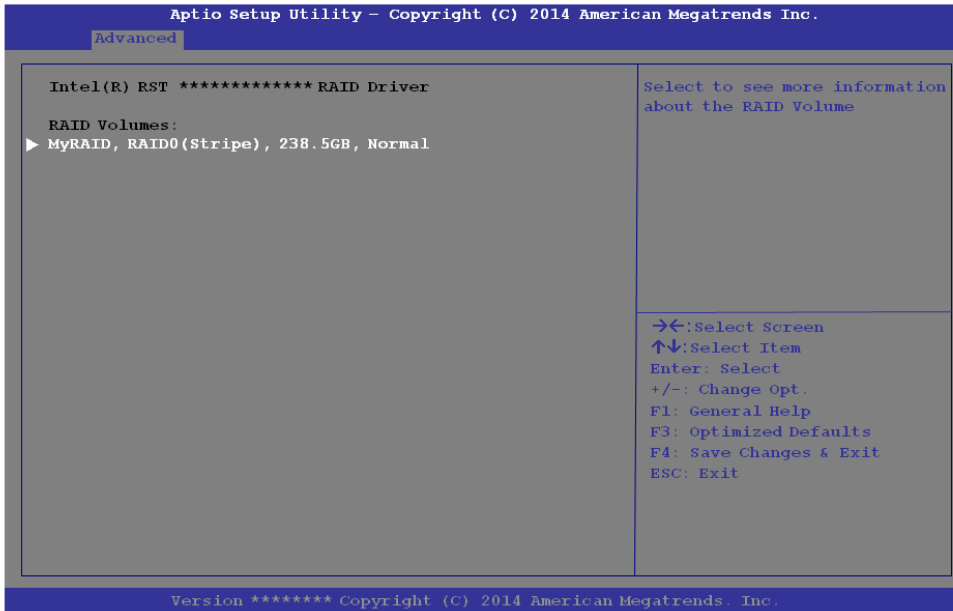 Aptio Setup Utility – Copyright (C) 2014 American Megatrends Inc.
Advanced
Intel(R) RST ************* RAID Driver
RAID Volumes:
▶ MyRAID, RAID0(Stripe), 238.5GB, Normal
Select to see more information
about the RAID Volume
→←:Select Screen
↑↓:Select Item
Enter: Select
+/-: Change Opt.
F1: General Help
F3: Optimized Defaults
F4: Save Changes & Exit
ESC: Exit
Version ******** Copyright (C) 2014 American Megatrends. Inc.